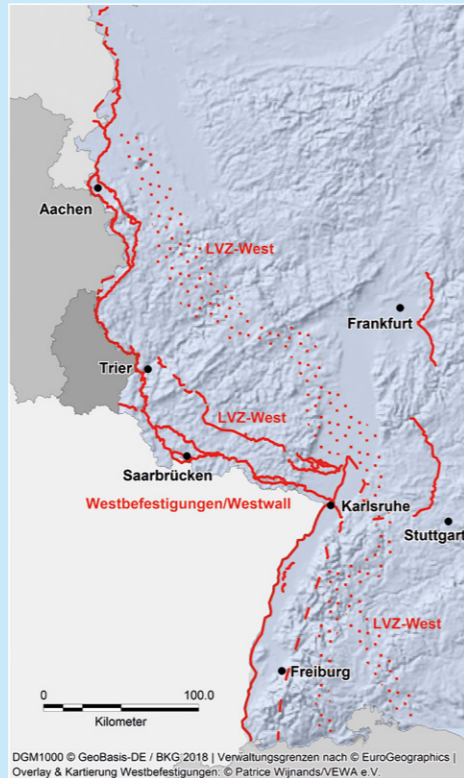 Aachen
LVZ-West
Frankfurt
Trier
LVZ-West
Saarbrücken
Westbefestigungen/Westwall
Karlsruhe
Stuttgart
LVZ-West
Freiburg
0 100.0
Kilometer
DGM1000 © GeoBasis-DE / BKG 2018 | Verwaltungsgrenzen nach © EuroGeographics |
Overlay & Kartierung Westbefestigungen: © Patrice Wijnands/VEWA e.V.